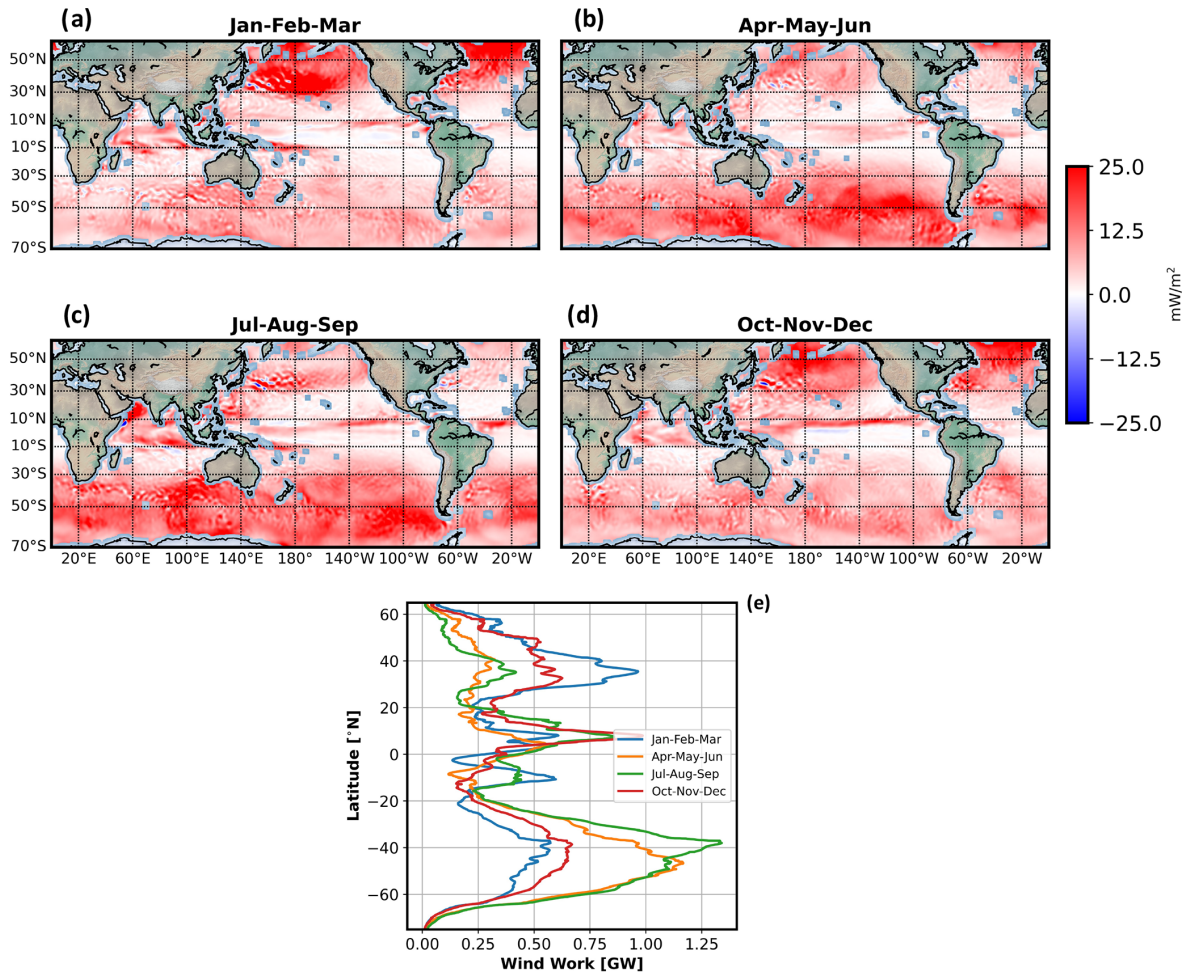 (a) Jan-Feb-Mar
(b) Apr-May-Jun
50°N
30°N
10°N
10°S
30°S
50°S
70°S
25.0
12.5
0.0
−12.5
−25.0
mW/m²
(c) Jul-Aug-Sep
(d) Oct-Nov-Dec
50°N
30°N
10°N
10°S
30°S
50°S
70°S
20°E 60°E 100°E 140°E 180° 140°W 100°W 60°W 20°W
20°E 60°E 100°E 140°E 180° 140°W 100°W 60°W 20°W
(e)
Latitude [°N]
60
40
20
0
−20
−40
−60
Jan-Feb-Mar
Apr-May-Jun
Jul-Aug-Sep
Oct-Nov-Dec
0.00 0.25 0.50 0.75 1.00 1.25
Wind Work [GW]